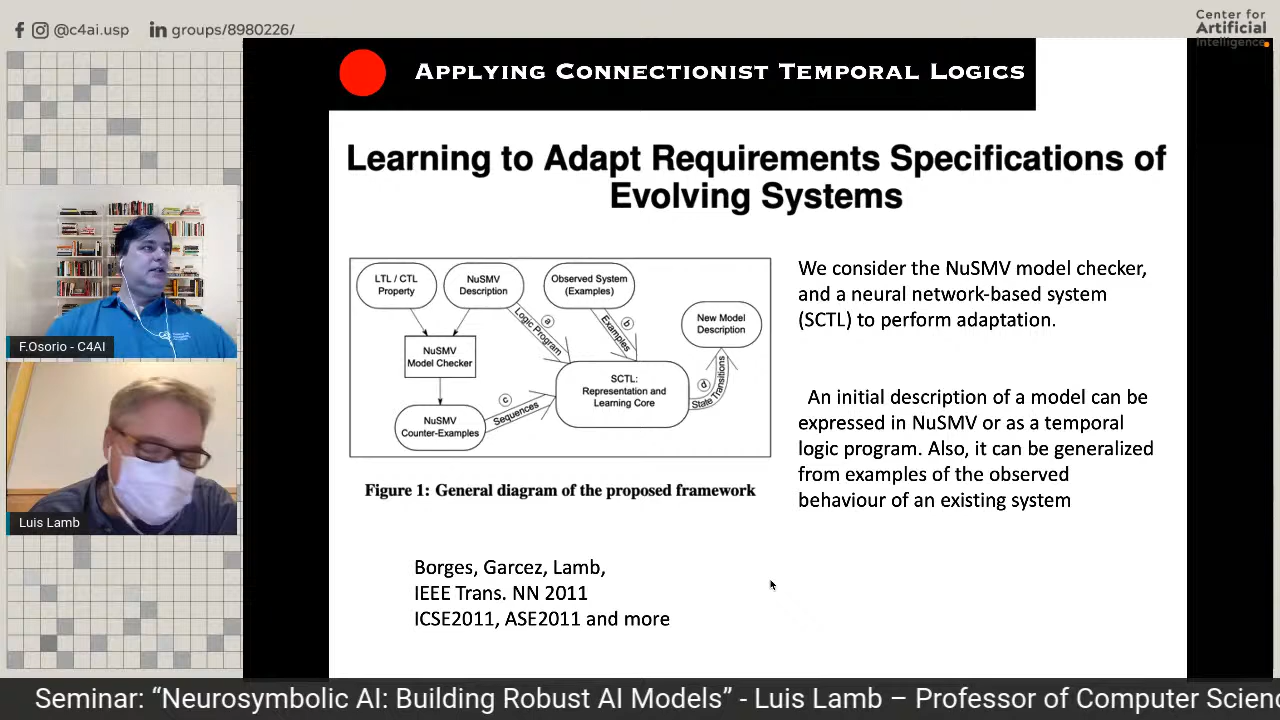 @c4ai.usp
groups/8980226/
Center for
Artificial
Intelligence
APPLYING CONNECTIONIST TEMPORAL LOGICS
Learning to Adapt Requirements Specifications of
Evolving Systems
LTL / CTL
Property
NuSMV
Description
Observed System
(Examples)
New Model
Description
NuSMV
Model Checker
NuSMV
Counter-Examples
SCTL:
Representation and
Learning Core
a
Logic Program
b
Examples
c
Sequences
d
State Transitions
Figure 1: General diagram of the proposed framework
We consider the NuSMV model checker,
and a neural network-based system
(SCTL) to perform adaptation.
An initial description of a model can be
expressed in NuSMV or as a temporal
logic program. Also, it can be generalized
from examples of the observed
behaviour of an existing system
Borges, Garcez, Lamb,
IEEE Trans. NN 2011
ICSE2011, ASE2011 and more
F.Osorio - C4AI
Luis Lamb
Seminar: “Neurosymbolic AI: Building Robust AI Models” - Luis Lamb – Professor of Computer Scienc